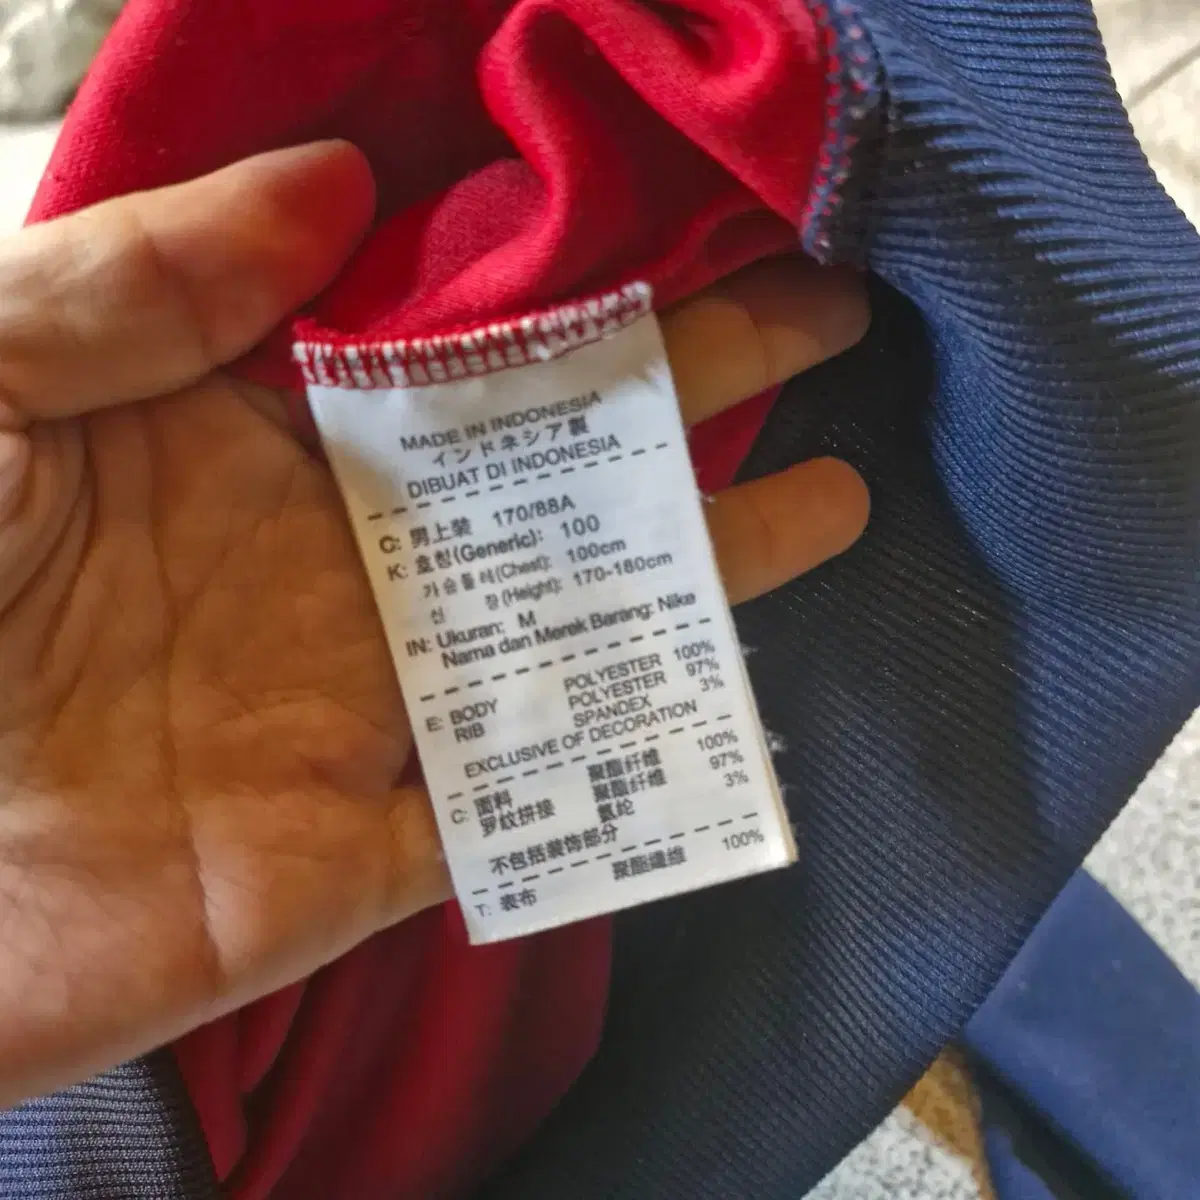 MADE IN INDONESIA
インドネシア製
DIBUAT DI INDONESIA
C: 男上装 170/88A
K: 호칭(Generic): 100
가슴둘레(Chest): 100cm
신 장(Height): 170-180cm
IN: Ukuran: M
Nama dan Merek Barang: Nike
E: BODY POLYESTER 100%
RIB POLYESTER 97%
SPANDEX 3%
EXCLUSIVE OF DECORATION
C: 面料 聚酯纤维 100%
罗纹拼接 聚酯纤维 97%
氨纶 3%
不包括装饰部分
T: 表布 聚酯纖維 100%